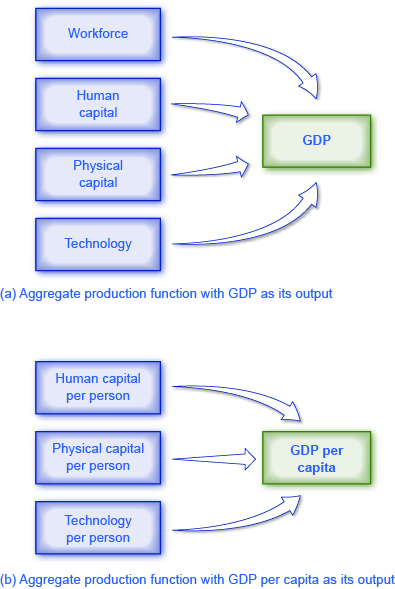 Workforce
Human
capital
Physical
capital
Technology
GDP
(a) Aggregate production function with GDP as its output
Human capital
per person
Physical capital
per person
Technology
per person
GDP per
capita
(b) Aggregate production function with GDP per capita as its output